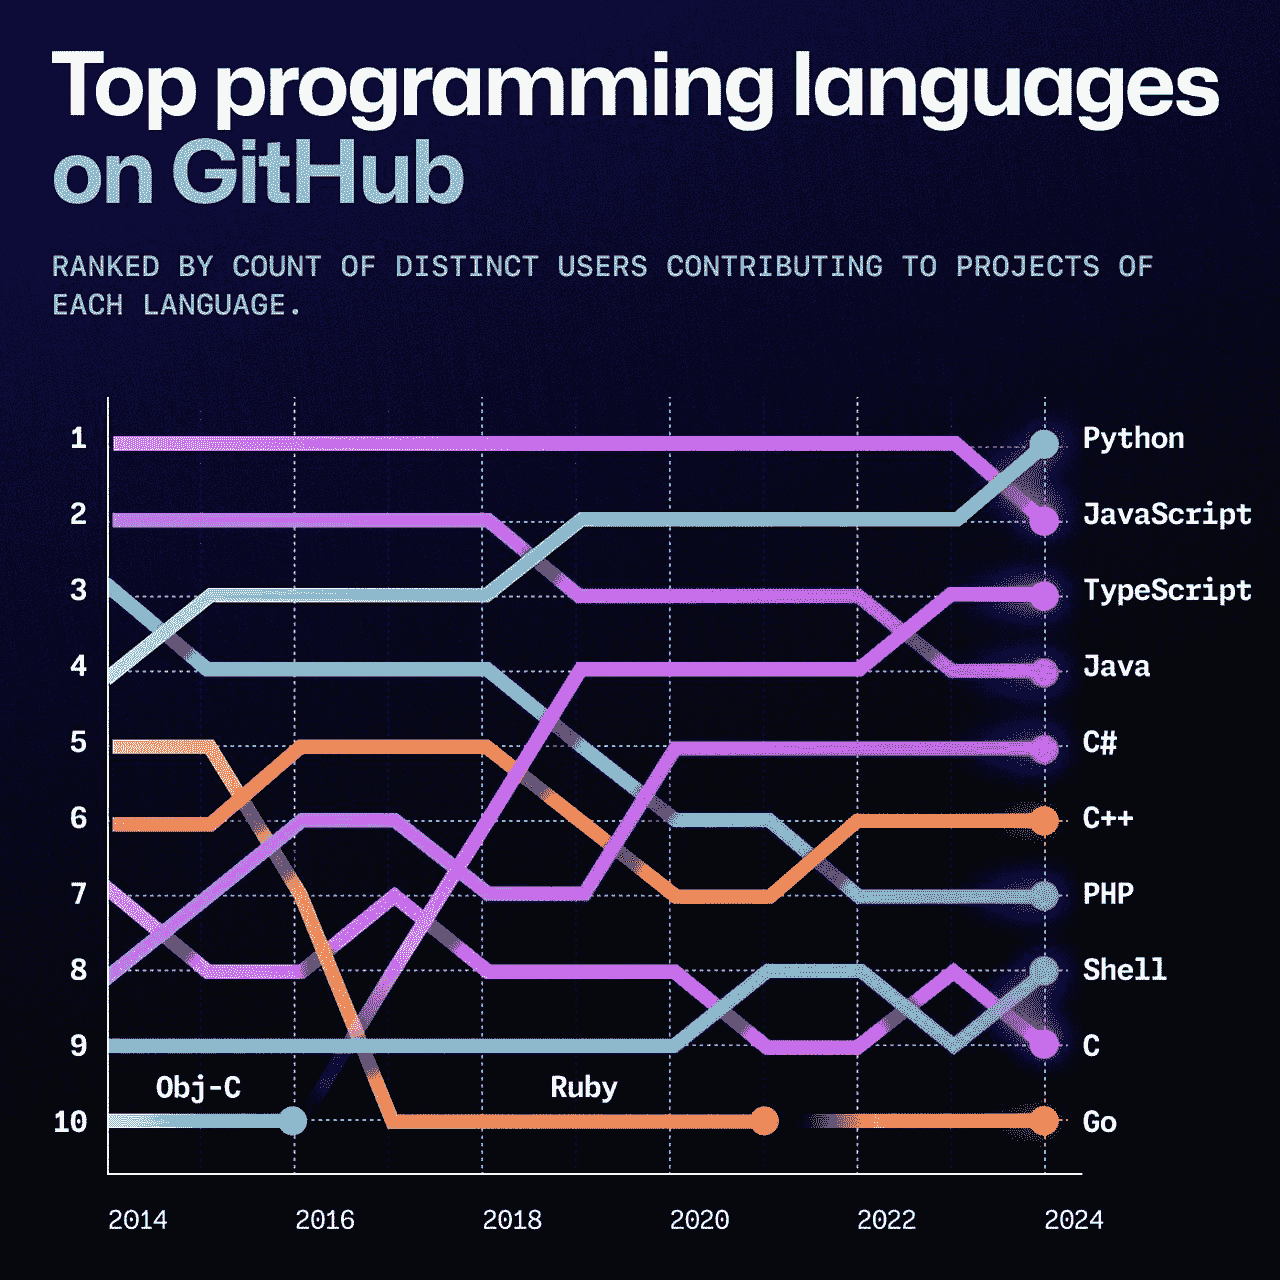 Top programming languages
on GitHub
RANKED BY COUNT OF DISTINCT USERS CONTRIBUTING TO PROJECTS OF
EACH LANGUAGE.
1
Python
2
JavaScript
3
TypeScript
4
Java
5
C#
6
C++
7
PHP
8
Shell
9
C
Obj-C
Ruby
10
Go
2014
2016
2018
2020
2022
2024